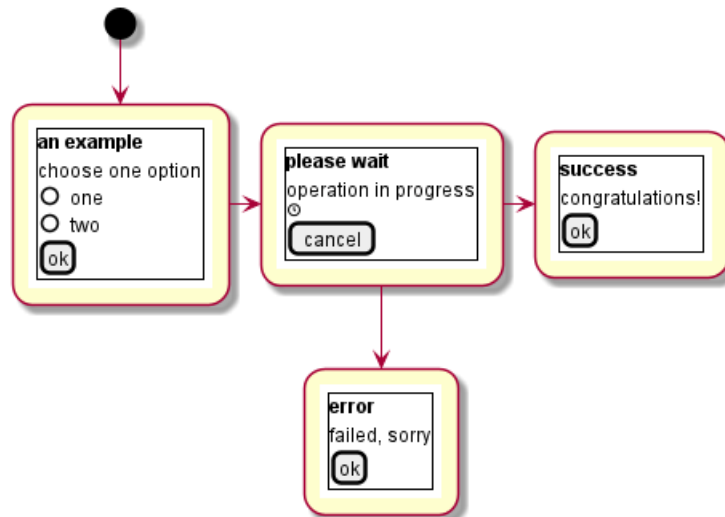 an example
choose one option
one
two
ok
please wait
operation in progress
cancel
success
congratulations!
ok
error
failed, sorry
ok